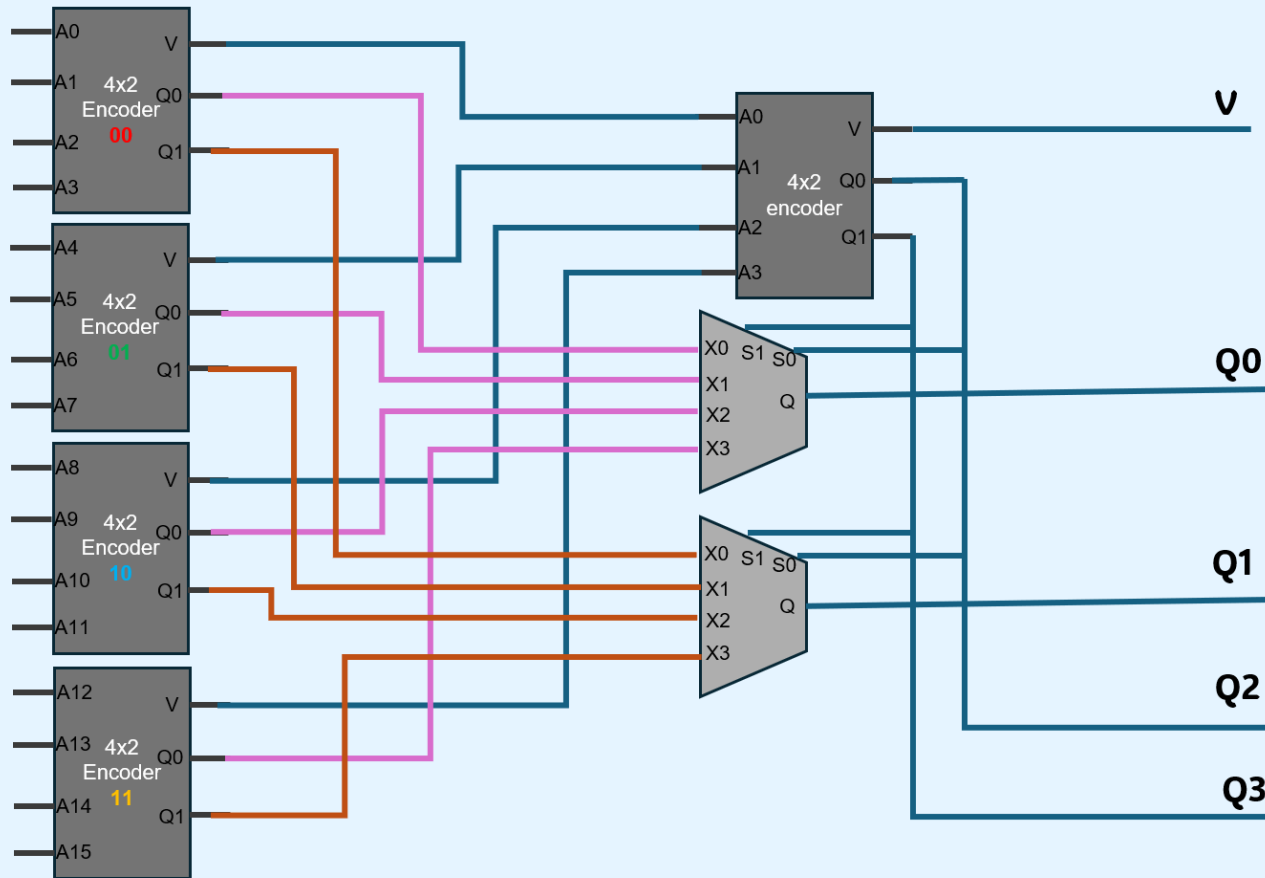 A0
V
4x2
Encoder
00
A1
Q0
A2
Q1
A3
A4
V
4x2
Encoder
01
A5
Q0
A6
Q1
A7
A8
V
4x2
Encoder
10
A9
Q0
A10
Q1
A11
A12
V
4x2
Encoder
11
A13
Q0
A14
Q1
A15
A0
V
A1
Q0
4x2
encoder
A2
Q1
A3
X0
S1
S0
X1
Q
X2
X3
X0
S1
S0
X1
Q
X2
X3
V
Q0
Q1
Q2
Q3